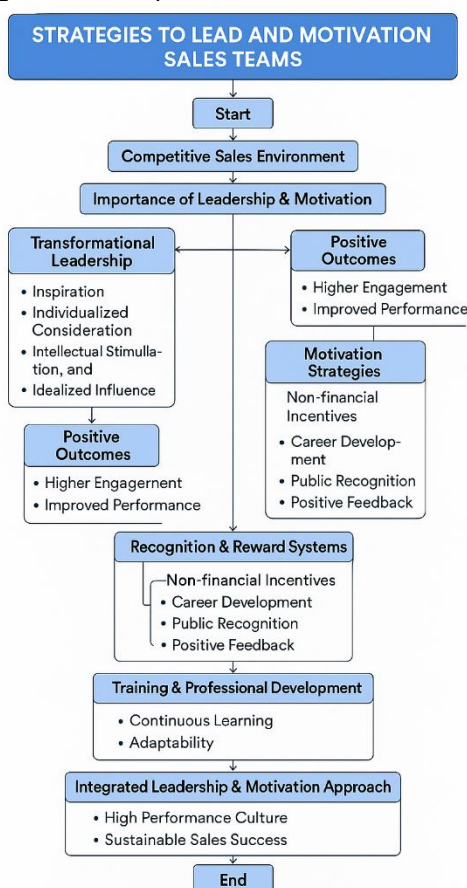 STRATEGIES TO LEAD AND MOTIVATION
SALES TEAMS
Start
Competitive Sales Environment
Importance of Leadership & Motivation
Transformational
Leadership
• Inspiration
• Individualized
Consideration
• Intellectual Stimulla-
tion, and
• Idealized Influence
Positive
Outcomes
• Higher Engagement
• Improved Performance
Motivation
Strategies
Non-financial
Incentives
• Career Develop-
ment
• Public Recognition
• Positive Feedback
Positive
Outcomes
• Higher Engagernent
• Improved Performance
Recognition & Reward Systems
Non-financial Incentives
• Career Development
• Public Recognition
• Positive Feedback
Training & Professional Development
• Continuous Learning
• Adaptability
Integrated Leadership & Motivation Approach
• High Performance Culture
• Sustainable Sales Success
End